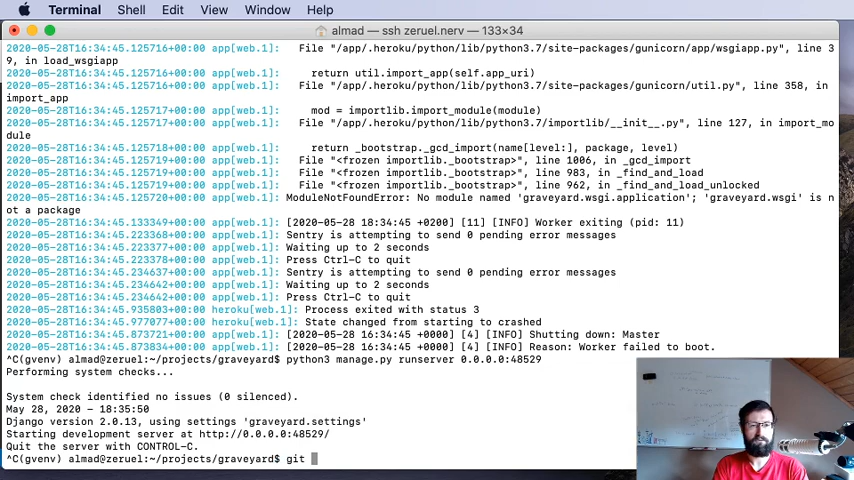 Terminal Shell Edit View Window Help
almad — ssh zeruel.nerv — 133×34
2020-05-28T16:34:45.125716+00:00 app[web.1]:   File "/app/.heroku/python/lib/python3.7/site-packages/gunicorn/app/wsgiapp.py", line 3
9, in load_wsgiapp
2020-05-28T16:34:45.125716+00:00 app[web.1]:     return util.import_app(self.app_uri)
2020-05-28T16:34:45.125716+00:00 app[web.1]:   File "/app/.heroku/python/lib/python3.7/site-packages/gunicorn/util.py", line 358, in
import_app
2020-05-28T16:34:45.125717+00:00 app[web.1]:     mod = importlib.import_module(module)
2020-05-28T16:34:45.125717+00:00 app[web.1]:   File "/app/.heroku/python/lib/python3.7/importlib/__init__.py", line 127, in import_mo
dule
2020-05-28T16:34:45.125718+00:00 app[web.1]:     return _bootstrap._gcd_import(name[level:], package, level)
2020-05-28T16:34:45.125718+00:00 app[web.1]:   File "<frozen importlib._bootstrap>", line 1006, in _gcd_import
2020-05-28T16:34:45.125719+00:00 app[web.1]:   File "<frozen importlib._bootstrap>", line 983, in _find_and_load
2020-05-28T16:34:45.125719+00:00 app[web.1]:   File "<frozen importlib._bootstrap>", line 962, in _find_and_load_unlocked
2020-05-28T16:34:45.125720+00:00 app[web.1]: ModuleNotFoundError: No module named 'graveyard.wsgi.application'; 'graveyard.wsgi' is n
ot a package
2020-05-28T16:34:45.133349+00:00 app[web.1]: [2020-05-28 18:34:45 +0200] [11] [INFO] Worker exiting (pid: 11)
2020-05-28T16:34:45.223368+00:00 app[web.1]: Sentry is attempting to send 0 pending error messages
2020-05-28T16:34:45.223377+00:00 app[web.1]: Waiting up to 2 seconds
2020-05-28T16:34:45.223378+00:00 app[web.1]: Press Ctrl-C to quit
2020-05-28T16:34:45.234637+00:00 app[web.1]: Sentry is attempting to send 0 pending error messages
2020-05-28T16:34:45.234642+00:00 app[web.1]: Waiting up to 2 seconds
2020-05-28T16:34:45.234642+00:00 app[web.1]: Press Ctrl-C to quit
2020-05-28T16:34:45.935803+00:00 heroku[web.1]: Process exited with status 3
2020-05-28T16:34:45.977077+00:00 heroku[web.1]: State changed from starting to crashed
2020-05-28T16:34:45.873721+00:00 app[web.1]: [2020-05-28 16:34:45 +0000] [4] [INFO] Shutting down: Master
2020-05-28T16:34:45.873834+00:00 app[web.1]: [2020-05-28 16:34:45 +0000] [4] [INFO] Reason: Worker failed to boot.
^C(gvenv) almad@zeruel:~/projects/graveyard$ python3 manage.py runserver 0.0.0.0:48529
Performing system checks...
System check identified no issues (0 silenced).
May 28, 2020 - 18:35:50
Django version 2.0.13, using settings 'graveyard.settings'
Starting development server at http://0.0.0.0:48529/
Quit the server with CONTROL-C.
^C(gvenv) almad@zeruel:~/projects/graveyard$ git